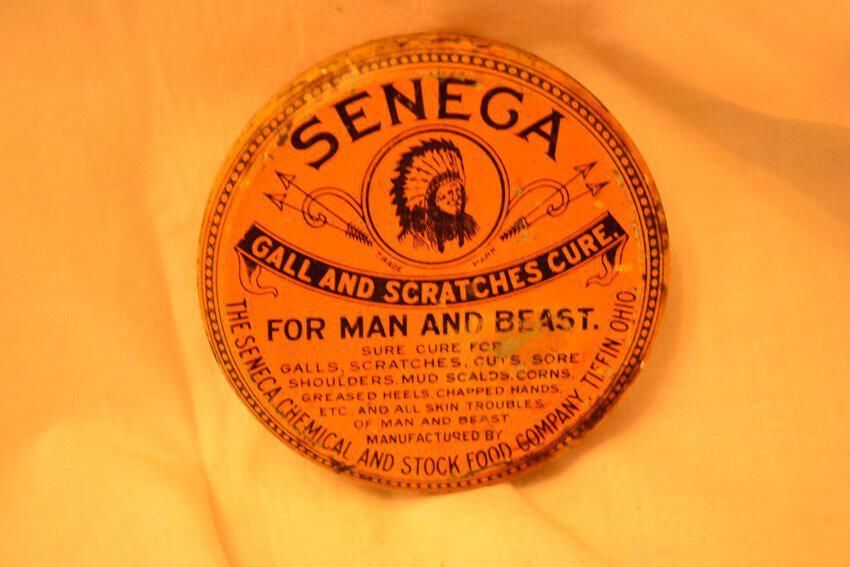 SENECA
TRADE MARK
GALL AND SCRATCHES CURE.
FOR MAN AND BEAST.
SURE CURE FOR
GALLS, SCRATCHES, CUTS, SORE
SHOULDERS, MUD SCALDS, CORNS,
GREASED HEELS, CHAPPED HANDS,
ETC. AND ALL SKIN TROUBLES
OF MAN AND BEAST
MANUFACTURED BY
THE SENECA CHEMICAL AND STOCK FOOD COMPANY, TIFFIN, OHIO.